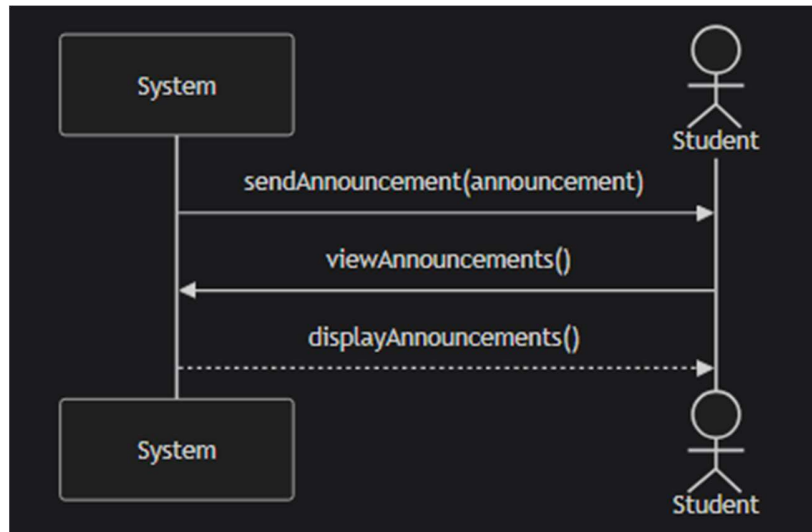 System
Student
sendAnnouncement(announcement)
viewAnnouncements()
displayAnnouncements()
System
Student